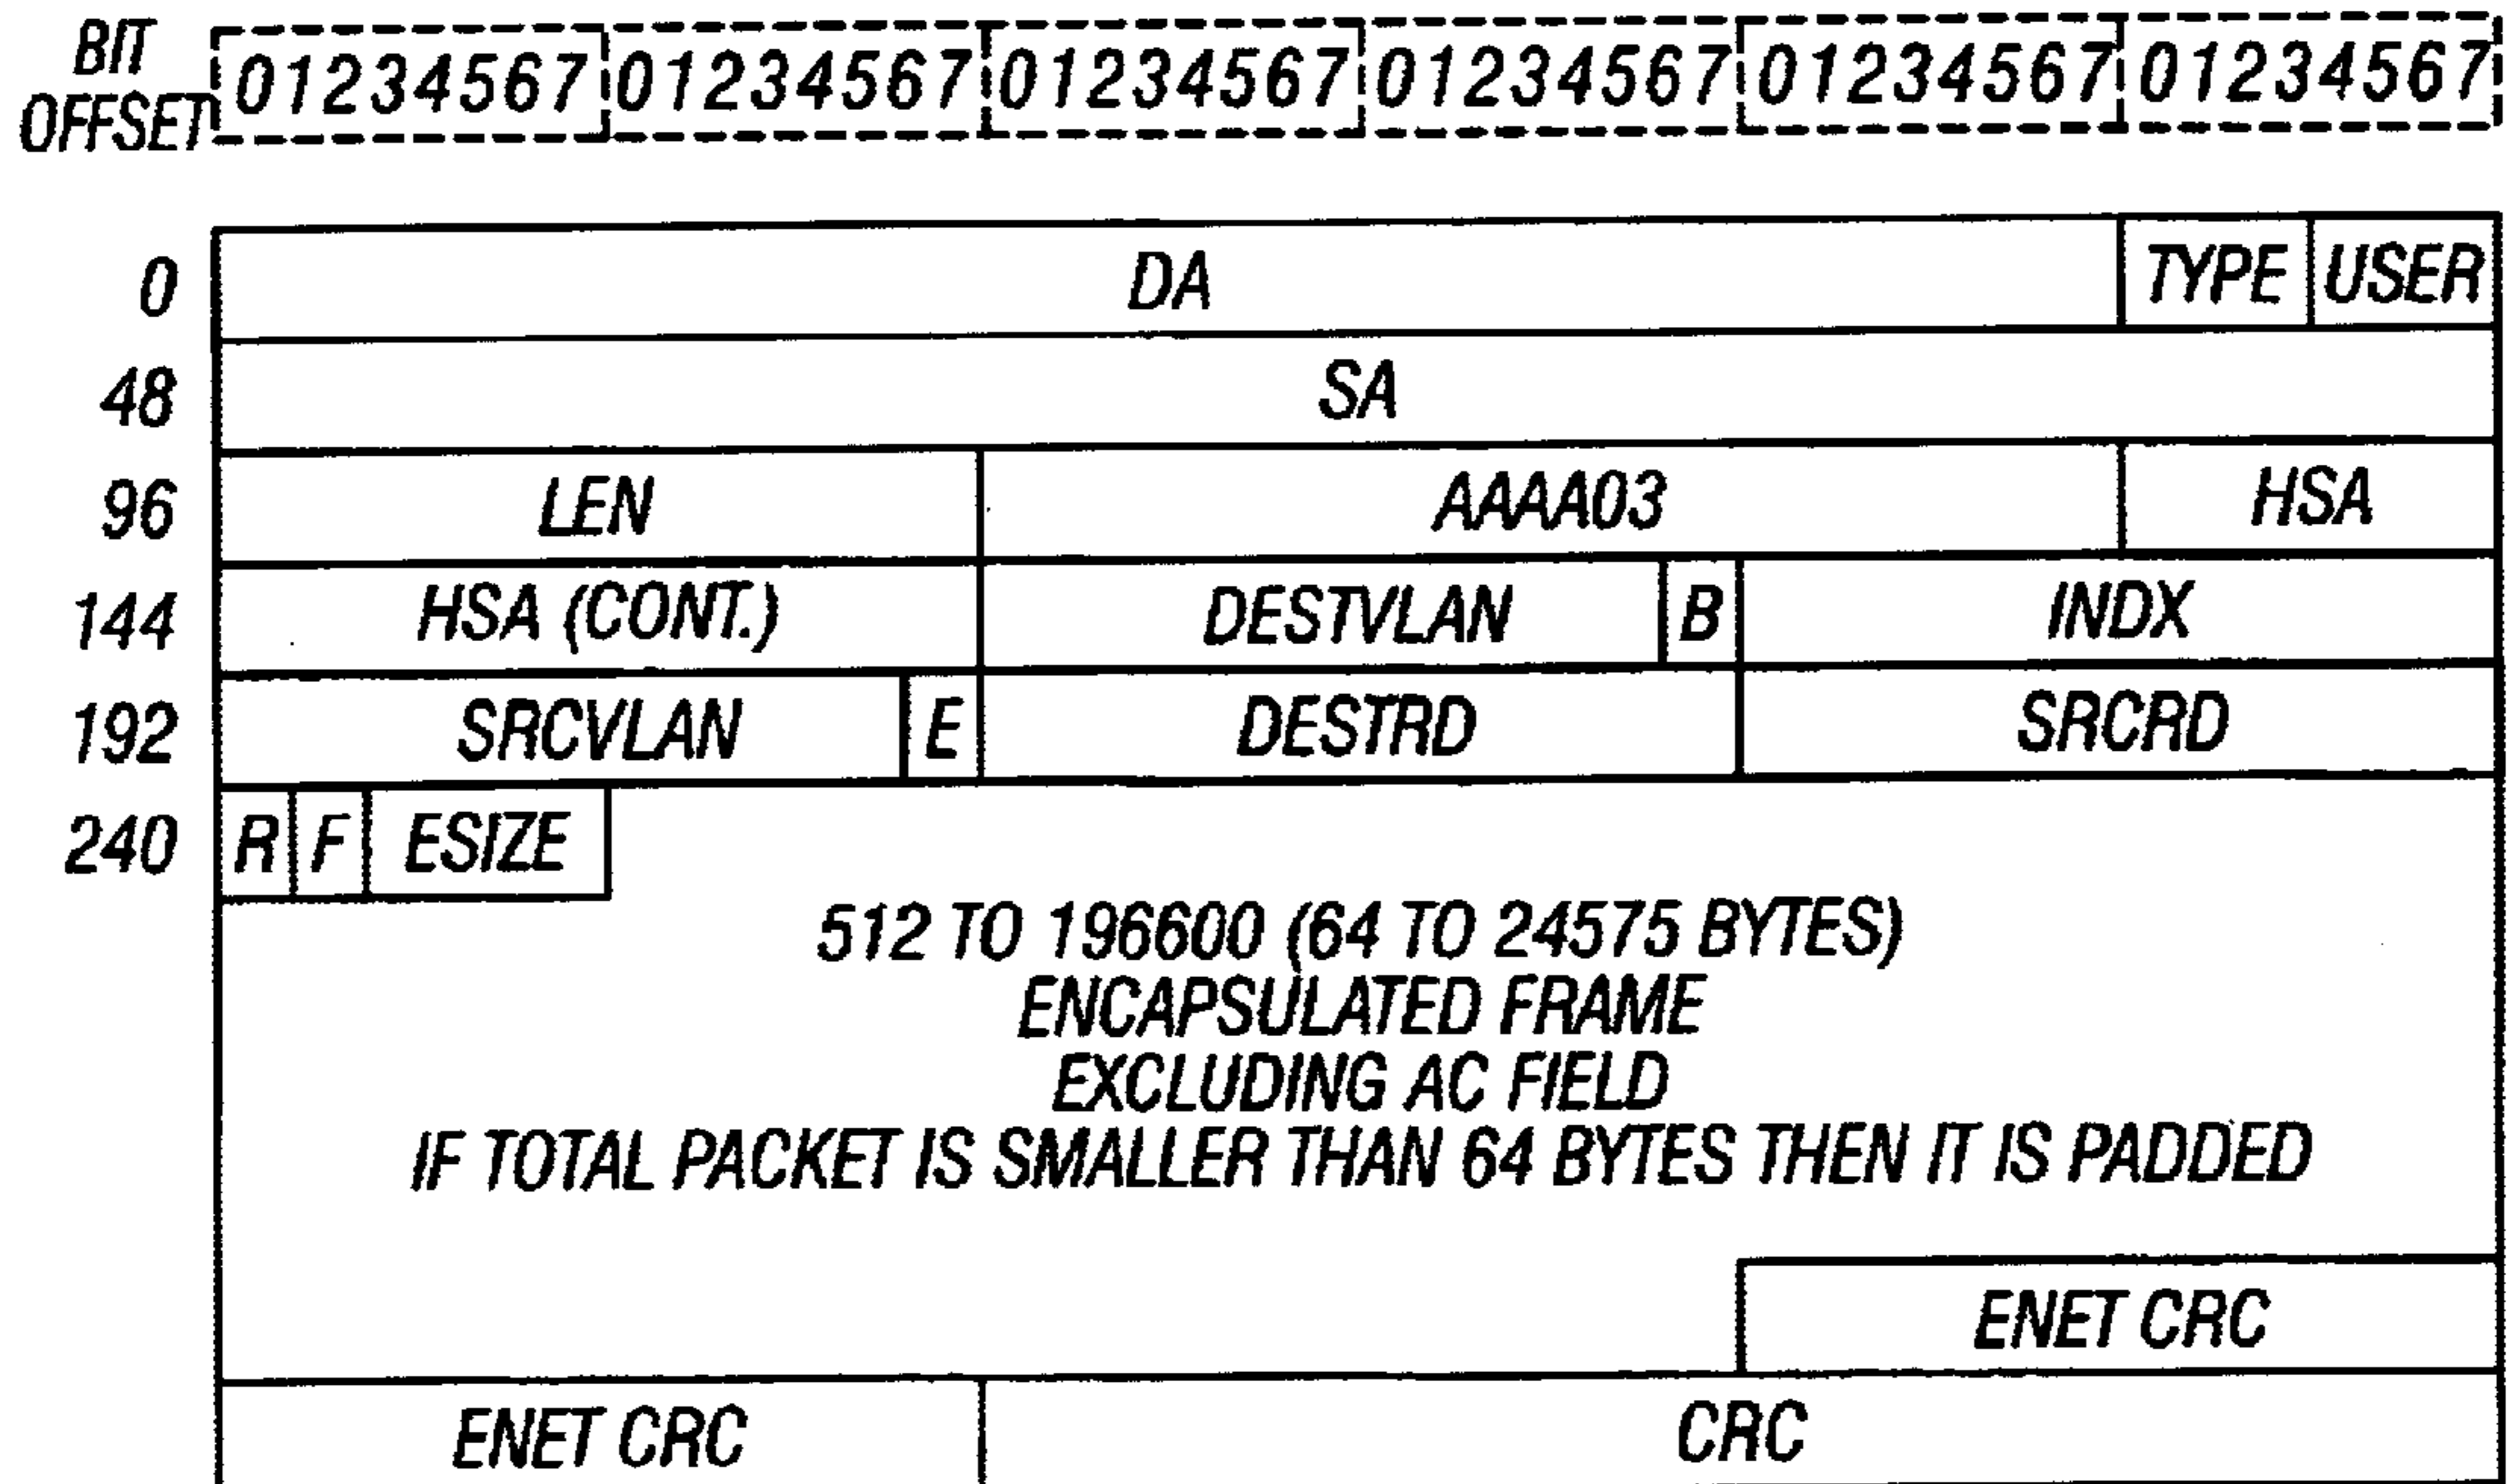 BIT
OFFSET
01234567 01234567 01234567 01234567 01234567 01234567
0 DA TYPE USER
48 SA
96 LEN AAAA03 HSA
144 HSA (CONT.) DESTVLAN B INDX
192 SRCVLAN E DESTRD SRCRD
240 R F ESIZE
512 TO 196600 (64 TO 24575 BYTES)
ENCAPSULATED FRAME
EXCLUDING AC FIELD
IF TOTAL PACKET IS SMALLER THAN 64 BYTES THEN IT IS PADDED
ENET CRC
ENET CRC CRC